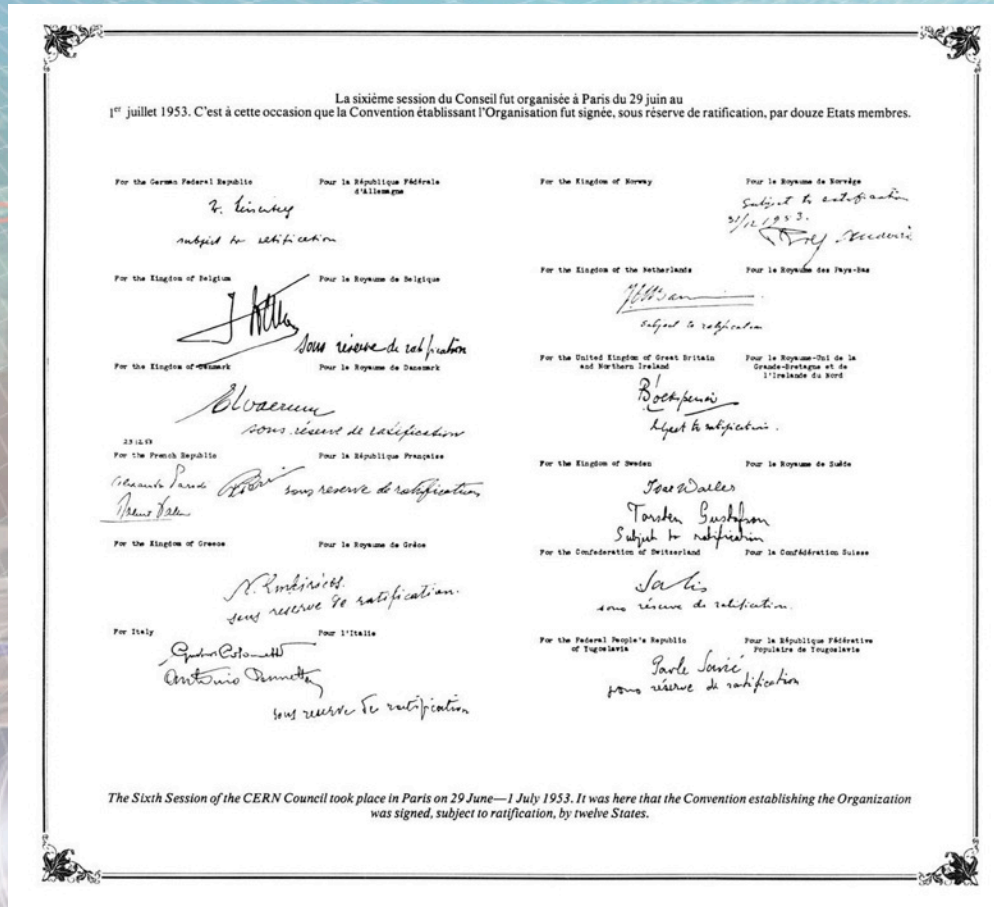 La sixième session du Conseil fut organisée à Paris du 29 juin au
1er juillet 1953. C'est à cette occasion que la Convention établissant l'Organisation fut signée, sous réserve de ratification, par douze Etats membres.
For the German Federal Republic
Pour la République Fédérale
d'Allemagne
subject to ratification
For the Kingdom of Belgium
Pour le Royaume de Belgique
sous réserve de ratification
For the Kingdom of Denmark
Pour le Royaume de Danemark
sous réserve de ratification
23.12.53
For the French Republic
Pour la République Française
sous reserve de ratification
For the Kingdom of Greece
Pour le Royaume de Grèce
sous reserve de ratification.
For Italy
Pour l'Italie
Antonio Pennetta
sous reserve de ratification
For the Kingdom of Norway
Pour le Royaume de Norvège
Subject to ratification
31/12 1953.
For the Kingdom of the Netherlands
Pour le Royaume des Pays-Bas
subject to ratification
For the United Kingdom of Great Britain
and Northern Ireland
Pour le Royaume-Uni de la
Grande-Bretagne et de
l'Irelande du Nord
subject to ratification.
For the Kingdom of Sweden
Pour le Royaume de Suède
Ivar Waller
Torsten Gustafson
Subject to ratification
For the Confederation of Switzerland
Pour la Confédération Suisse
Salis
sous réserve de ratification.
For the Federal People's Republic
of Yugoslavia
Pour la République Fédérative
Populaire de Yougoslavie
Pavle Savić
sous réserve de ratification
The Sixth Session of the CERN Council took place in Paris on 29 June—1 July 1953. It was here that the Convention establishing the Organization
was signed, subject to ratification, by twelve States.